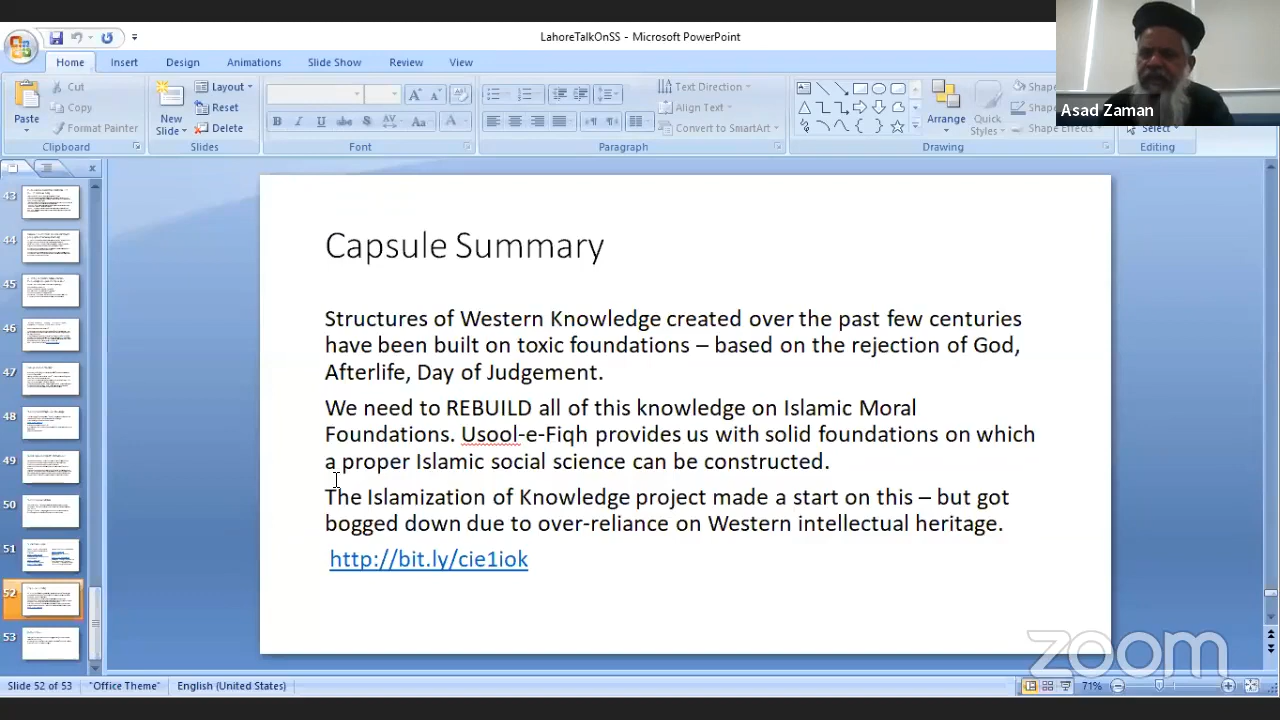 LahoreTalkOnSS - Microsoft PowerPoint
Home Insert Design Animations Slide Show Review View
Asad Zaman
Paste
Cut
Copy
Format Painter
Clipboard
New Slide
Layout
Reset
Delete
Slides
B I U abe S AV Aa A
Font
Text Direction
Align Text
Convert to SmartArt
Paragraph
Arrange
Quick Styles
Shape
Shape
Shape Effects
Drawing
Select
Editing
43
44
45
46
47
48
49
50
51
52
53
Capsule Summary
Structures of Western Knowledge created over the past few centuries
have been built on toxic foundations – based on the rejection of God,
Afterlife, Day of Judgement.
We need to REBUILD all of this knowledge on Islamic Moral
Foundations. Usool-e-Fiqh provides us with solid foundations on which
a proper Islamic social science can be constructed.
The Islamization of Knowledge project made a start on this – but got
bogged down due to over-reliance on Western intellectual heritage.
http://bit.ly/cie1iok
zoom
Slide 52 of 53 "Office Theme" English (United States) 71%